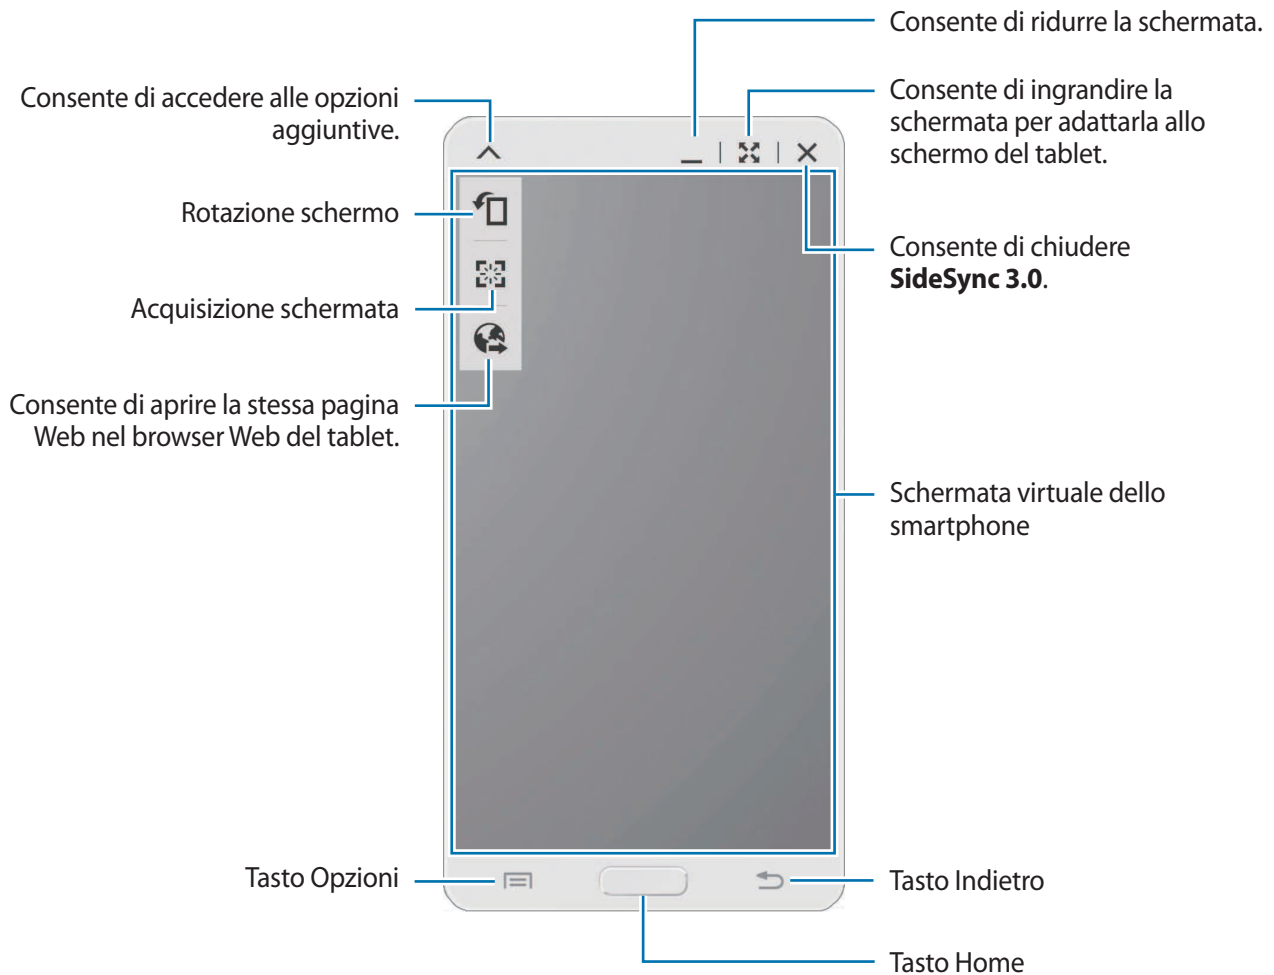 Consente di ridurre la schermata.
Consente di accedere alle opzioni
aggiuntive.
Consente di ingrandire la
schermata per adattarla allo
schermo del tablet.
Rotazione schermo
Consente di chiudere
SideSync 3.0.
Acquisizione schermata
Consente di aprire la stessa pagina
Web nel browser Web del tablet.
Schermata virtuale dello
smartphone
Tasto Opzioni
Tasto Indietro
Tasto Home